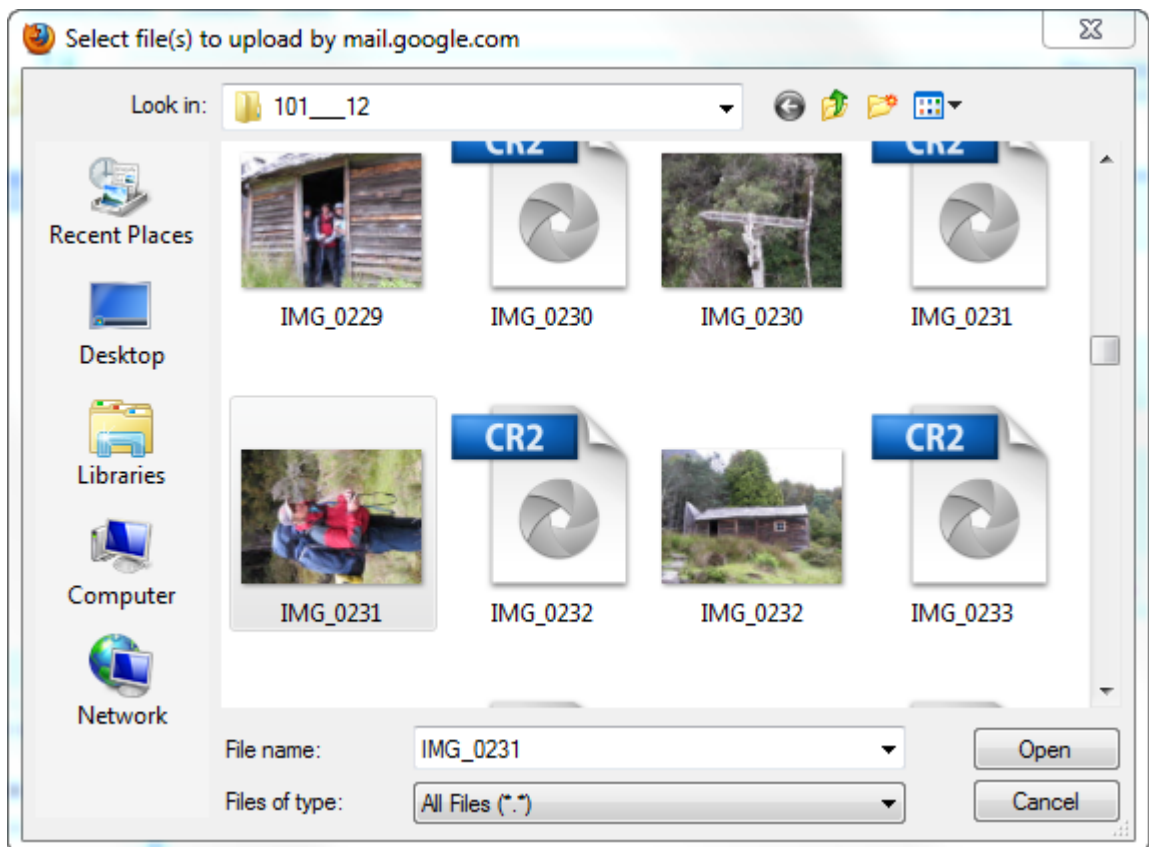 Select file(s) to upload by mail.google.com
Look in: 101___12
CR2 CR2
Recent Places
IMG_0229 IMG_0230 IMG_0230 IMG_0231
Desktop
CR2 CR2
Libraries
Computer
IMG_0231 IMG_0232 IMG_0232 IMG_0233
Network
File name: IMG_0231 Open
Files of type: All Files (*.*) Cancel